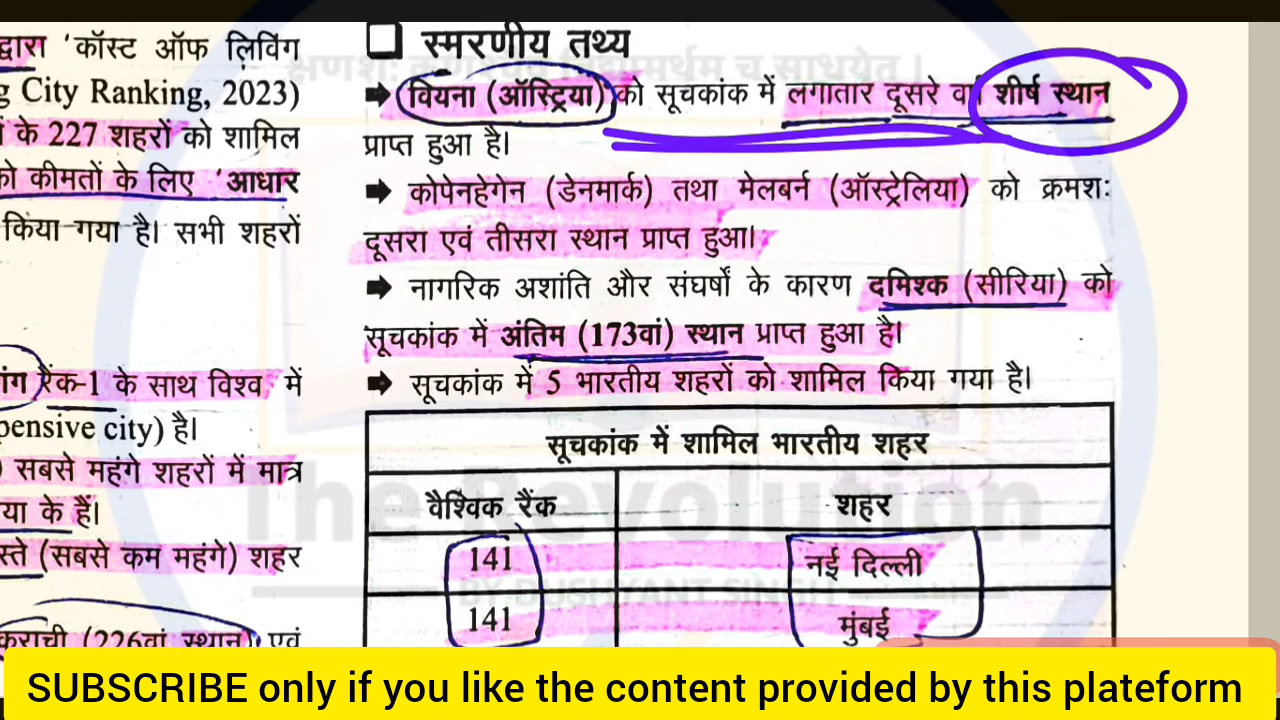 द्वारा 'कॉस्ट ऑफ लिविंग
g City Ranking, 2023)
के 227 शहरों को शामिल
को कीमतों के लिए 'आधार
किया गया है। सभी शहरों
रैंक-1 के साथ विश्व में
pensive city) है।
सबसे महंगे शहरों में मात्र
या के हैं।
स्ते (सबसे कम महंगे) शहर
कराची (226वां स्थान) एवं
❑ स्मरणीय तथ्य
➡ वियना (ऑस्ट्रिया) को सूचकांक में लगातार दूसरे वर्ष शीर्ष स्थान
प्राप्त हुआ है।
➡ कोपेनहेगेन (डेनमार्क) तथा मेलबर्न (ऑस्ट्रेलिया) को क्रमशः
दूसरा एवं तीसरा स्थान प्राप्त हुआ।
➡ नागरिक अशांति और संघर्षों के कारण दमिश्क (सीरिया) को
सूचकांक में अंतिम (173वां) स्थान प्राप्त हुआ है।
➡ सूचकांक में 5 भारतीय शहरों को शामिल किया गया है।
सूचकांक में शामिल भारतीय शहर
वैश्विक रैंक शहर
141 नई दिल्ली
141 मुंबई
The Revolution
BY DUSHYANT SINGH
SUBSCRIBE only if you like the content provided by this plateform